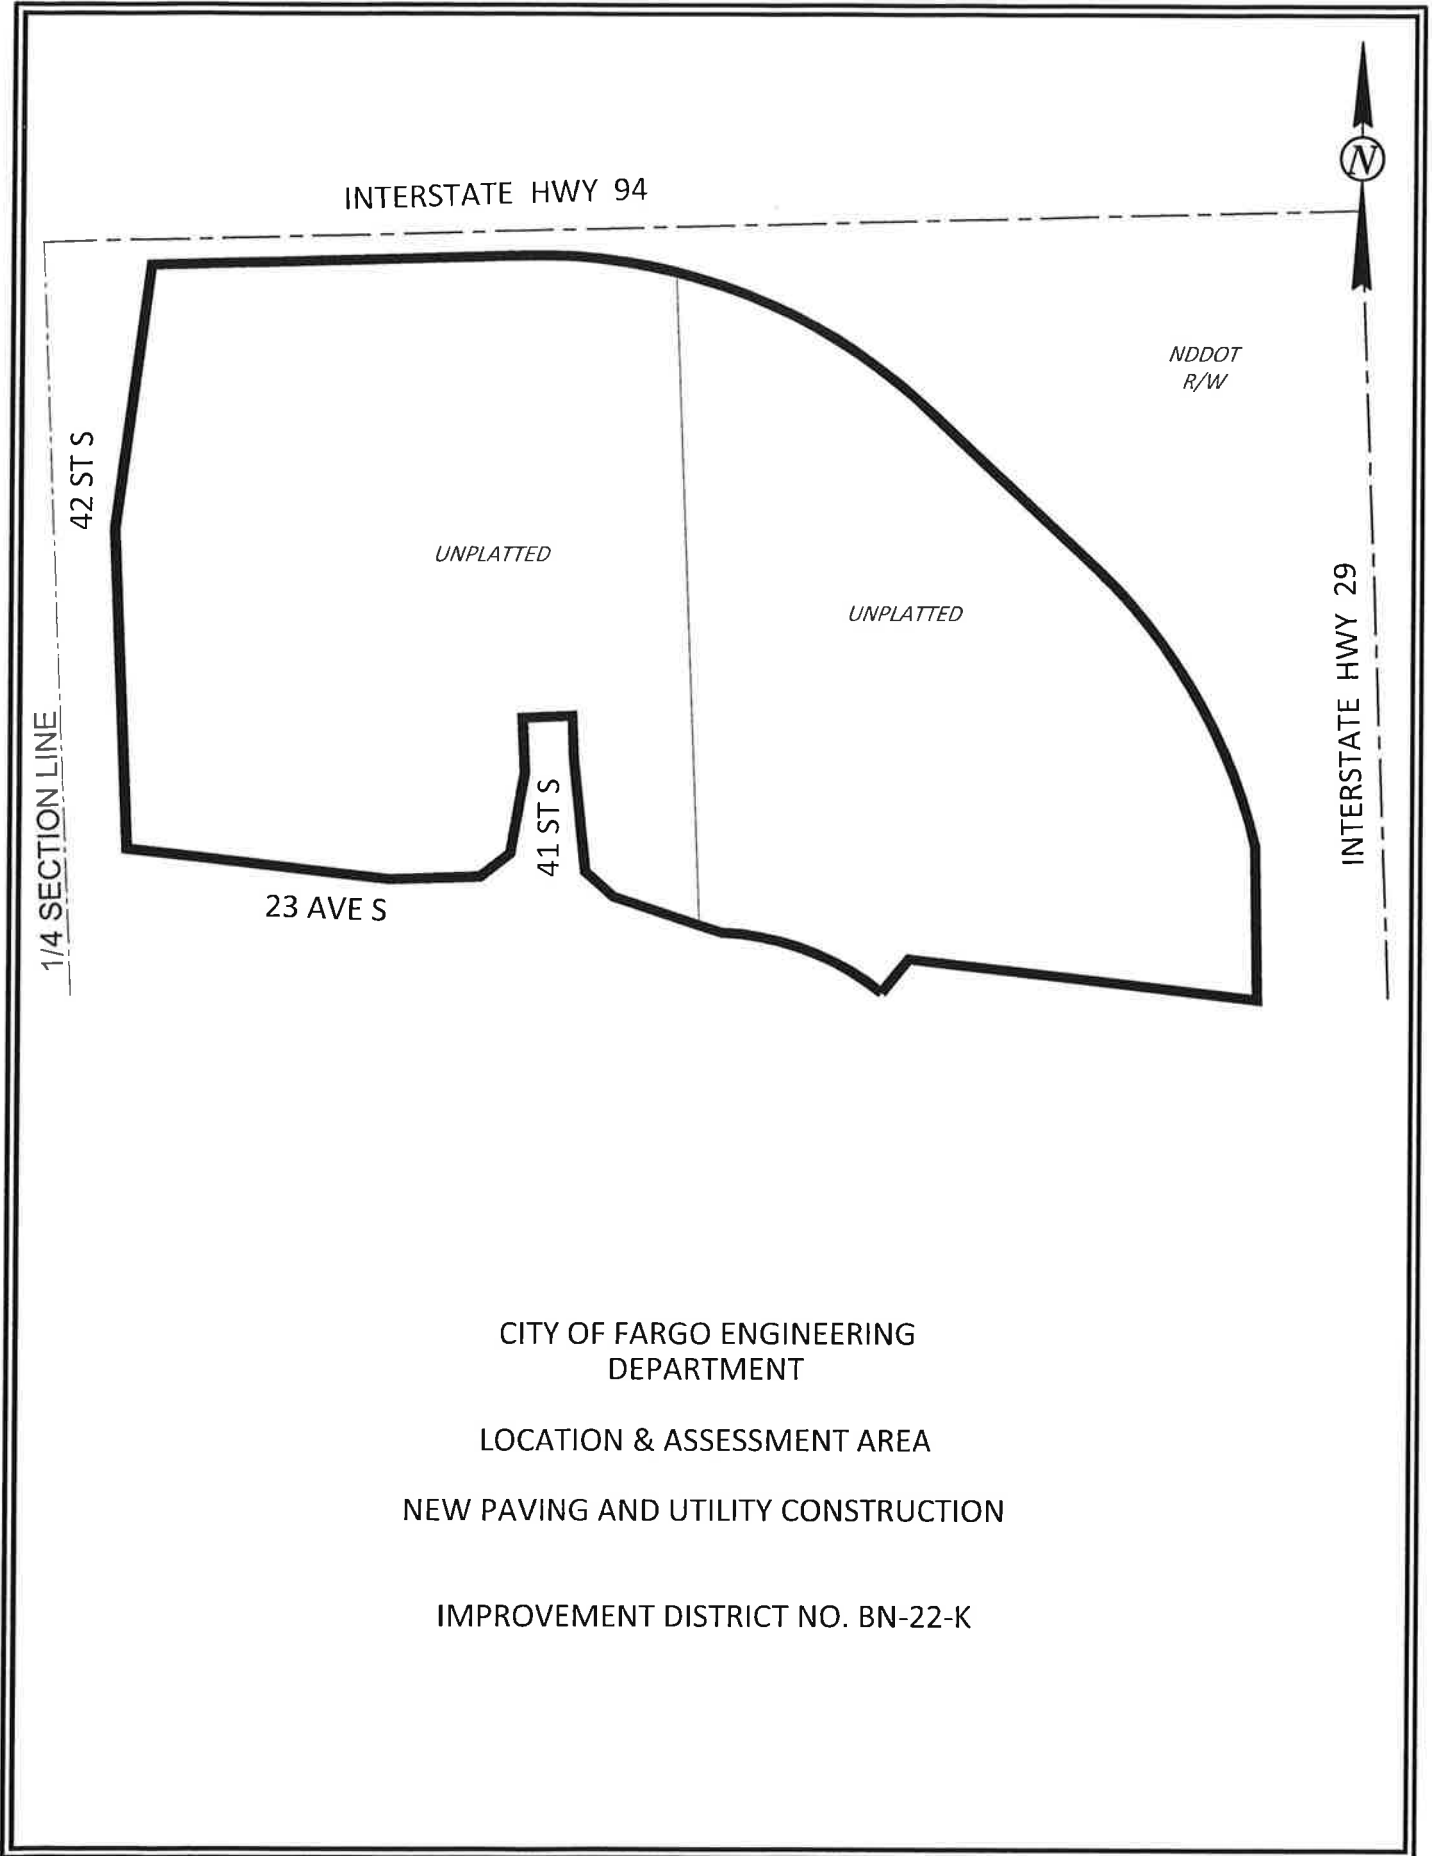 N
INTERSTATE HWY 94
NDDOT
R/W
42 ST S
UNPLATTED
UNPLATTED
INTERSTATE HWY 29
1/4 SECTION LINE
41 ST S
23 AVE S
CITY OF FARGO ENGINEERING
DEPARTMENT
LOCATION & ASSESSMENT AREA
NEW PAVING AND UTILITY CONSTRUCTION
IMPROVEMENT DISTRICT NO. BN-22-K